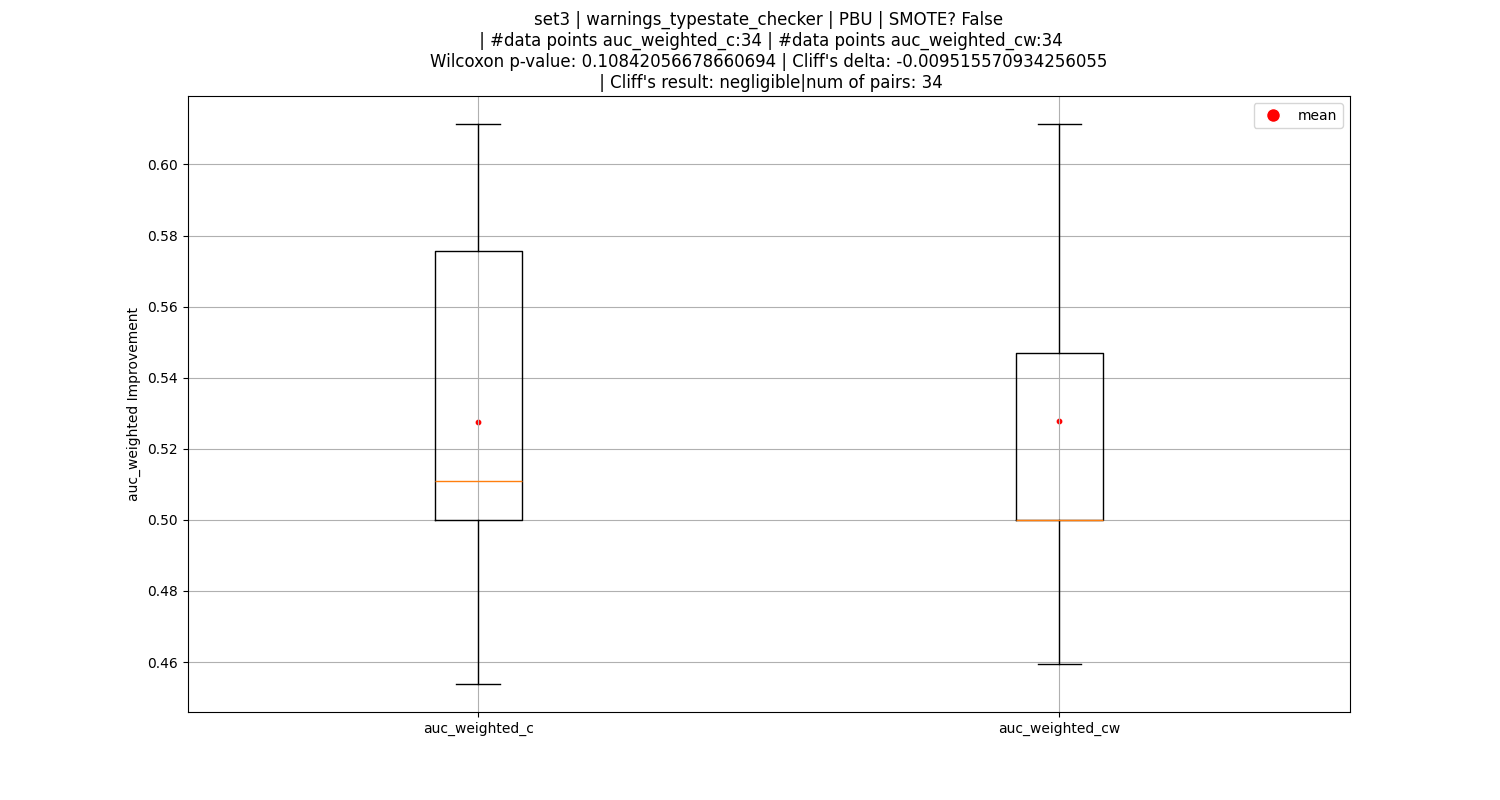 set3 | warnings_typestate_checker | PBU | SMOTE? False
| #data points auc_weighted_c:34 | #data points auc_weighted_cw:34
Wilcoxon p-value: 0.10842056678660694 | Cliff's delta: -0.009515570934256055
| Cliff's result: negligible|num of pairs: 34
mean
0.60
0.58
0.56
0.54
0.52
0.50
0.48
0.46
auc_weighted Improvement
auc_weighted_c
auc_weighted_cw